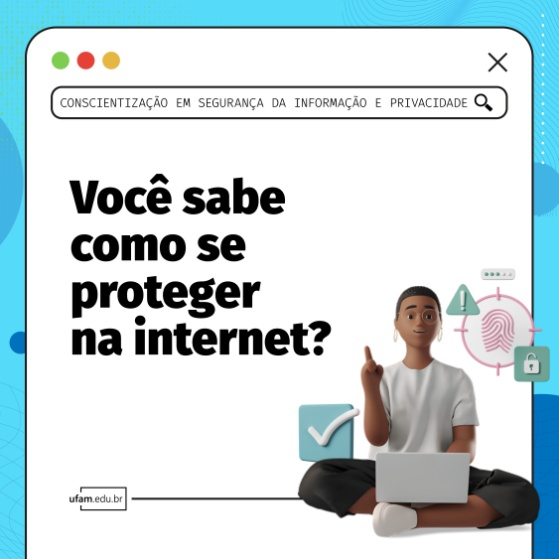 CONSCIENTIZAÇÃO EM SEGURANÇA DA INFORMAÇÃO E PRIVACIDADE
Você sabe
como se
proteger
na internet?
ufam.edu.br